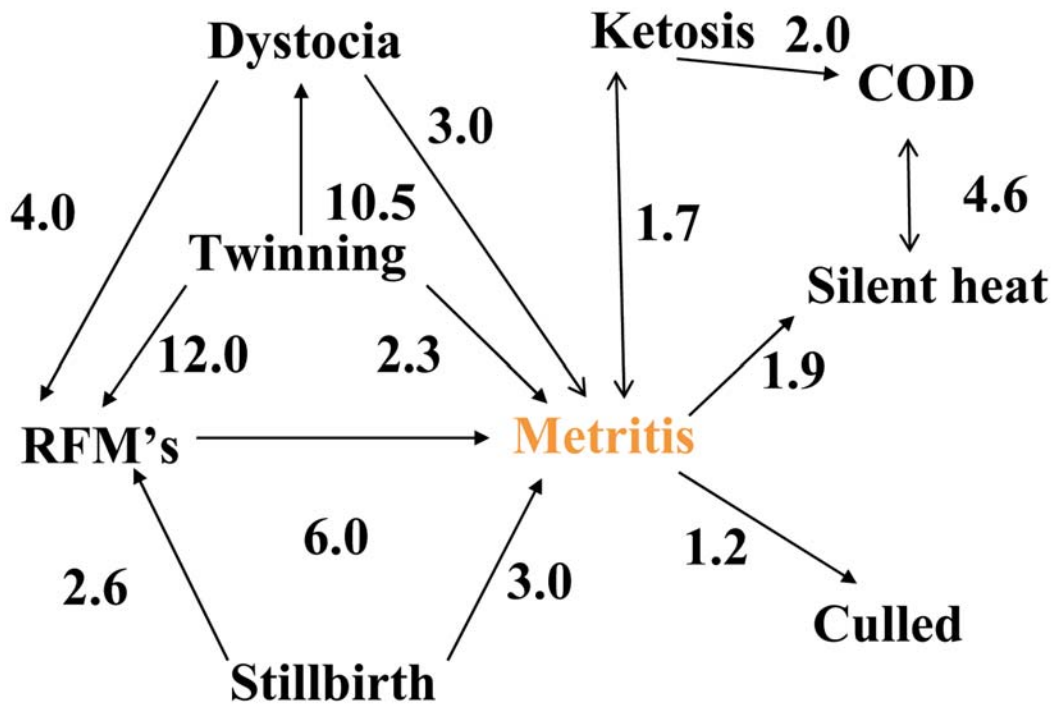 Dystocia
Ketosis
2.0
COD
3.0
4.0
10.5
1.7
4.6
Twinning
Silent heat
12.0
2.3
1.9
RFM’s
Metritis
6.0
1.2
2.6
3.0
Culled
Stillbirth